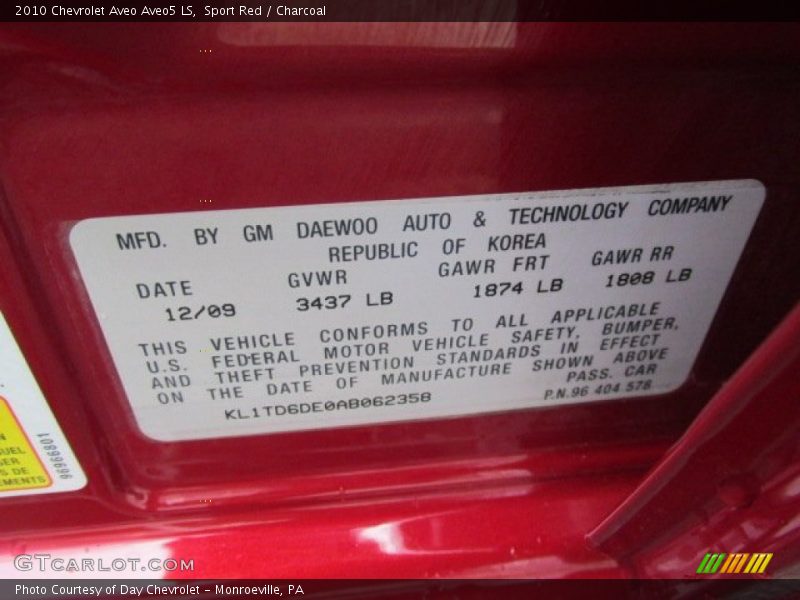 2010 Chevrolet Aveo Aveo5 LS, Sport Red / Charcoal
MFD. BY GM DAEWOO AUTO & TECHNOLOGY COMPANY
REPUBLIC OF KOREA
DATE GVWR GAWR FRT GAWR RR
12/09 3437 LB 1874 LB 1808 LB
THIS VEHICLE CONFORMS TO ALL APPLICABLE
U.S. FEDERAL MOTOR VEHICLE SAFETY, BUMPER,
AND THEFT PREVENTION STANDARDS IN EFFECT
ON THE DATE OF MANUFACTURE SHOWN ABOVE
PASS. CAR
KL1TD6DE0AB062358 P.N.96 404 578
96966801
GTCARLOT.COM
Photo Courtesy of Day Chevrolet - Monroeville, PA